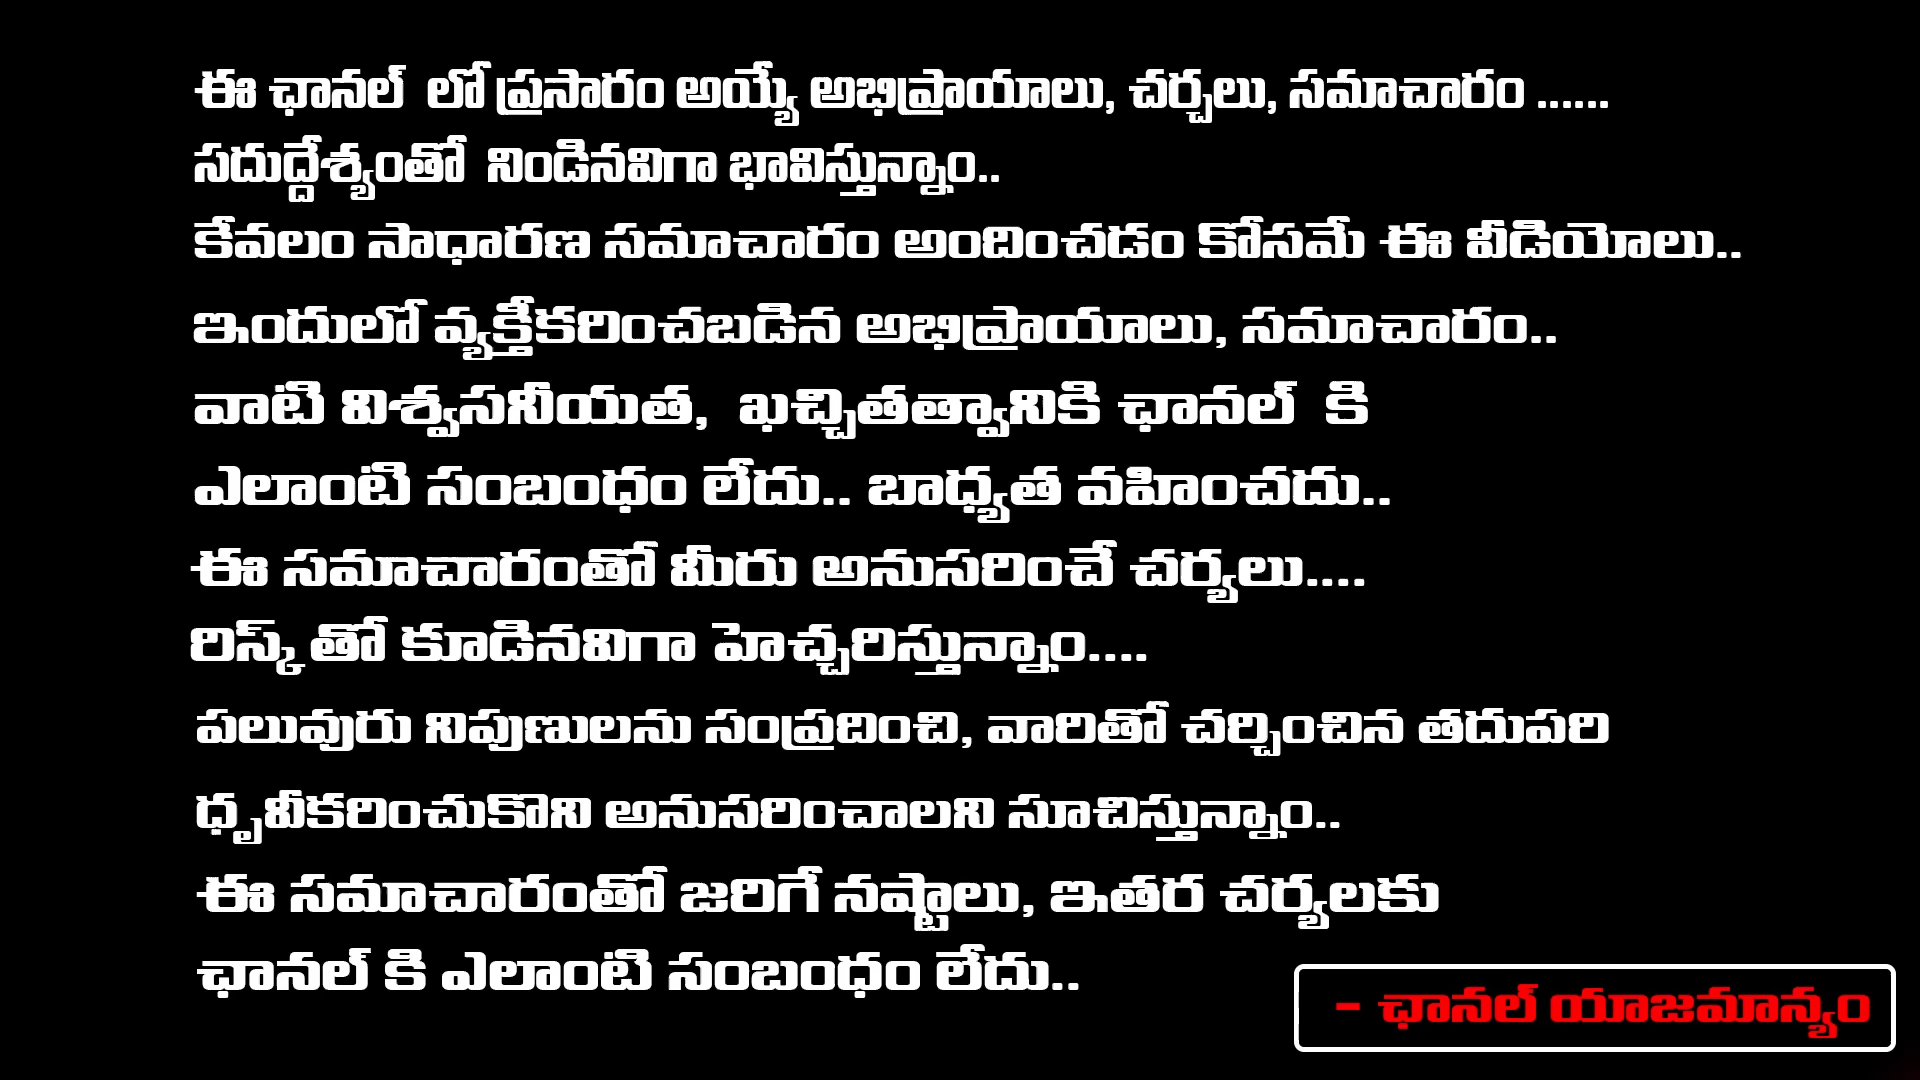 ఈ ఛానల్ లో ప్రసారం అయ్యే అభిప్రాయాలు, చర్చలు, సమాచారం ......
సదుద్దేశ్యంతో నిండినవిగా భావిస్తున్నాం..
కేవలం సాధారణ సమాచారం అందించడం కోసమే ఈ వీడియోలు..
ఇందులో వ్యక్తీకరించబడిన అభిప్రాయాలు, సమాచారం..
వాటి విశ్వసనీయత, ఖచ్చితత్వానికి ఛానల్ కి
ఎలాంటి సంబంధం లేదు.. బాధ్యత వహించదు..
ఈ సమాచారంతో మీరు అనుసరించే చర్యలు....
రిస్క్ తో కూడినవిగా హెచ్చరిస్తున్నాం....
పలువురు నిపుణులను సంప్రదించి, వారితో చర్చించిన తదుపరి
ధృవీకరించుకొని అనుసరించాలని సూచిస్తున్నాం..
ఈ సమాచారంతో జరిగే నష్టాలు, ఇతర చర్యలకు
ఛానల్ కి ఎలాంటి సంబంధం లేదు..
- ఛానల్ యాజమాన్యం